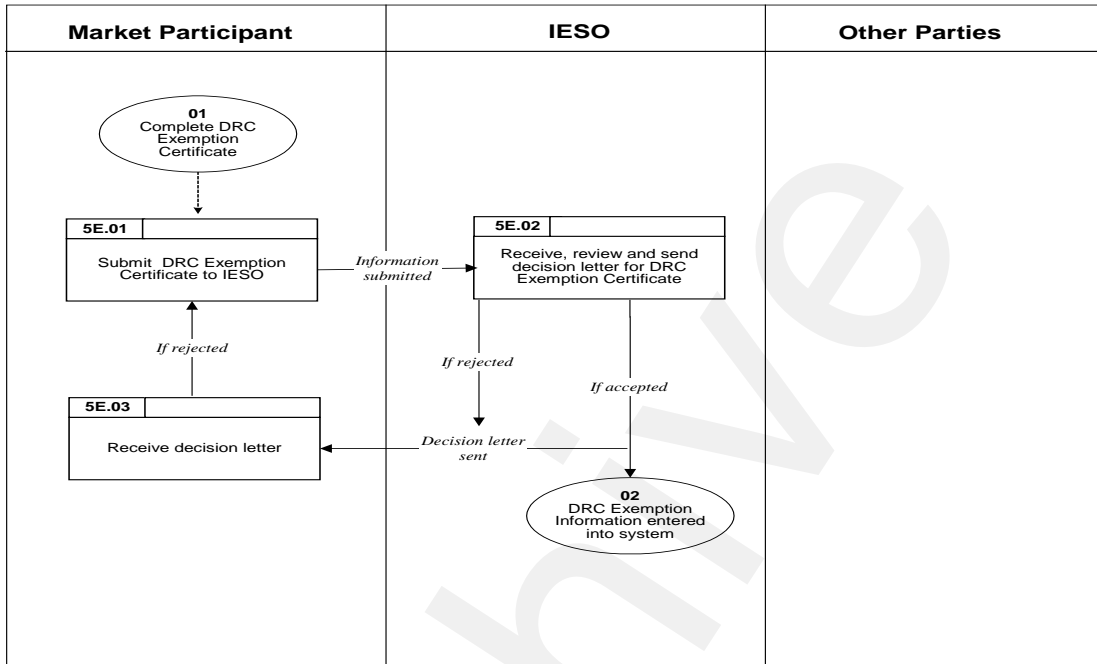 Market Participant
IESO
Other Parties
01
Complete DRC
Exemption
Certificate
5E.01
Submit DRC Exemption
Certificate to IESO
Information
submitted
5E.02
Receive, review and send
decision letter for DRC
Exemption Certificate
If rejected
If rejected
If accepted
5E.03
Receive decision letter
Decision letter
sent
02
DRC Exemption
Information entered
into system
hive